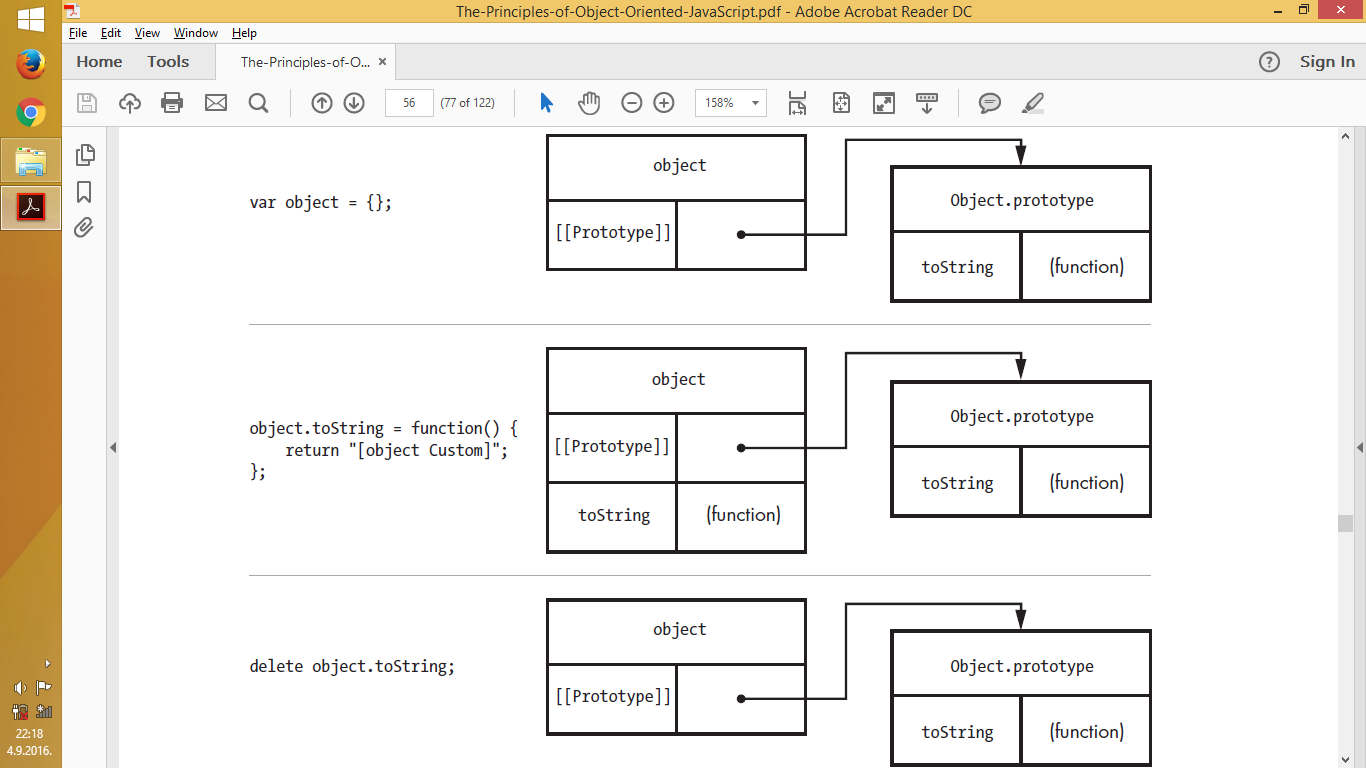 The-Principles-of-Object-Oriented-JavaScript.pdf - Adobe Acrobat Reader DC
File Edit View Window Help
Home Tools The-Principles-of-O... × Sign In
56 (77 of 122) 158%
object
Object.prototype
var object = {};
[[Prototype]]
toString (function)
object
Object.prototype
object.toString = function() {
return "[object Custom]";
};
[[Prototype]]
toString (function)
toString (function)
object
Object.prototype
delete object.toString;
[[Prototype]]
toString (function)
22:18
4.9.2016.